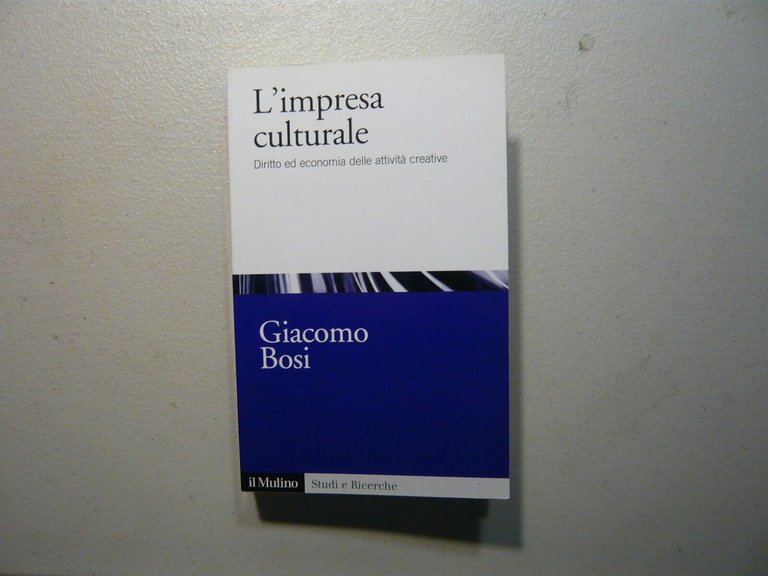 L'impresa
culturale
Diritto ed economia delle attività creative
Giacomo
Bosi
il Mulino Studi e Ricerche